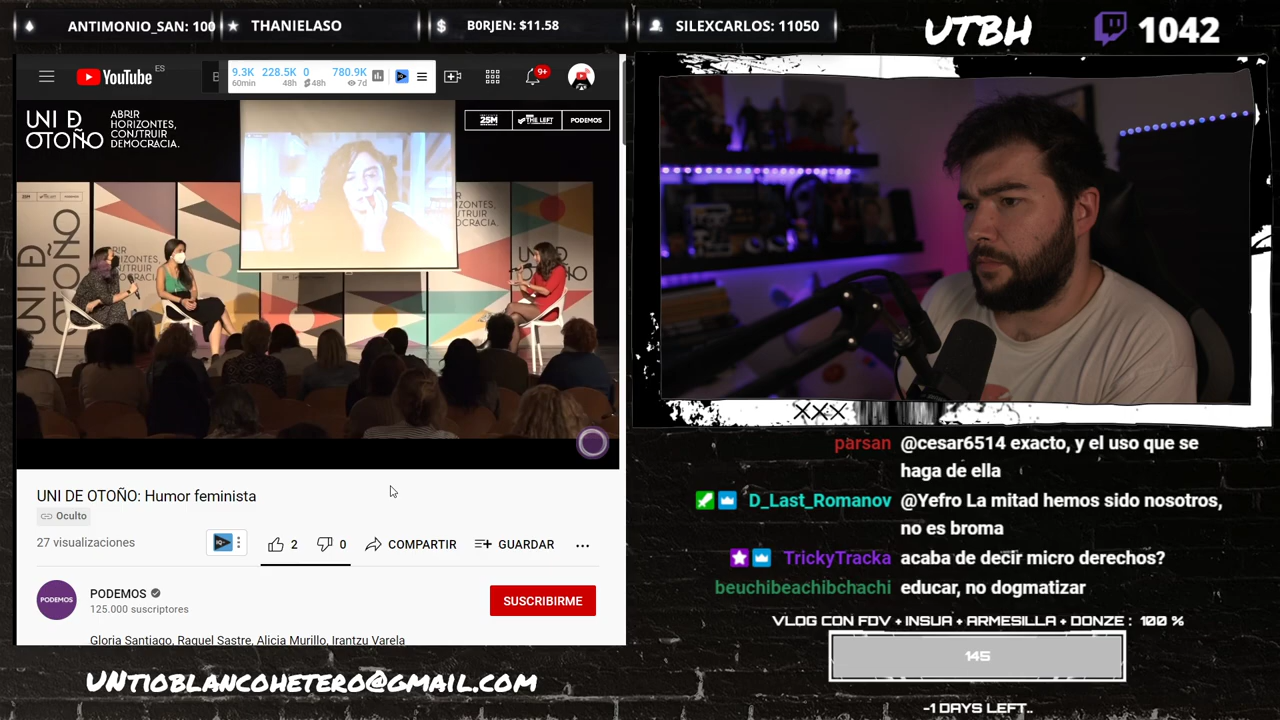 ANTIMONIO_SAN: 100
THANIELASO
B0RJEN: $11.58
SILEXCARLOS: 11050
UTBH
1042
YouTube ES
9.3K 228.5K 0 780.9K
60min 48h 48h 7d
9+
UNI D OTOÑO
ABRIR
HORIZONTES,
CONSTRUIR
DEMOCRACIA.
25M
THE LEFT
PODEMOS
UNI DE OTOÑO: Humor feminista
Oculto
27 visualizaciones
2
0
COMPARTIR
GUARDAR
PODEMOS
125.000 suscriptores
SUSCRIBIRME
Gloria Santiago, Raquel Sastre, Alicia Murillo, Irantzu Varela
XXX
parsan @cesar6514 exacto, y el uso que se
haga de ella
D_Last_Romanov @Yefro La mitad hemos sido nosotros,
no es broma
TrickyTracka acaba de decir micro derechos?
beuchibeachibchachi educar, no dogmatizar
VLOG CON FDV + INSUA + ARMESILLA + DONZE : 100 %
145
-1 DAYS LEFT..
UNTIOBLANCOHETERO@GMAIL.COM